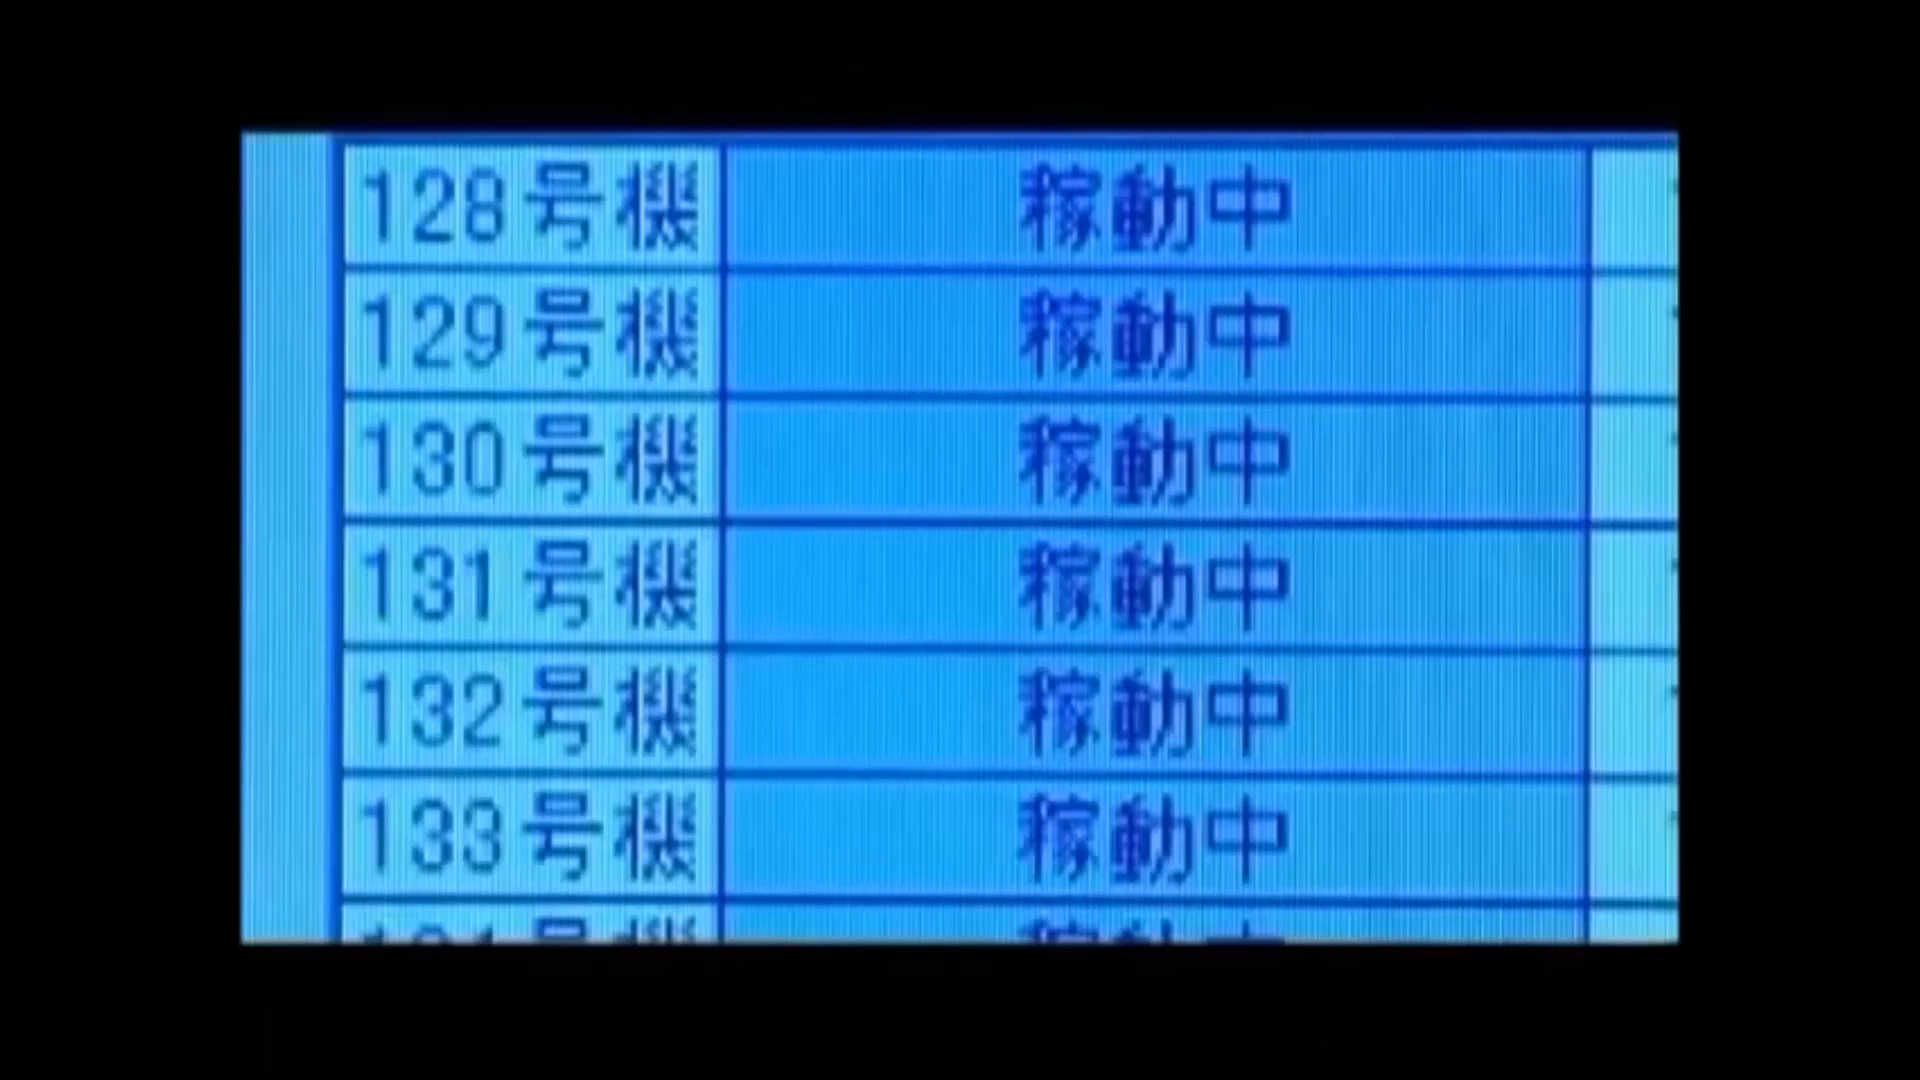 128号機 稼動中
129号機 稼動中
130号機 稼動中
131号機 稼動中
132号機 稼動中
133号機 稼動中